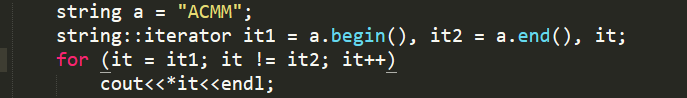 string a = "ACMM";
string::iterator it1 = a.begin(), it2 = a.end(), it;
for (it = it1; it != it2; it++)
cout<<*it<<endl;